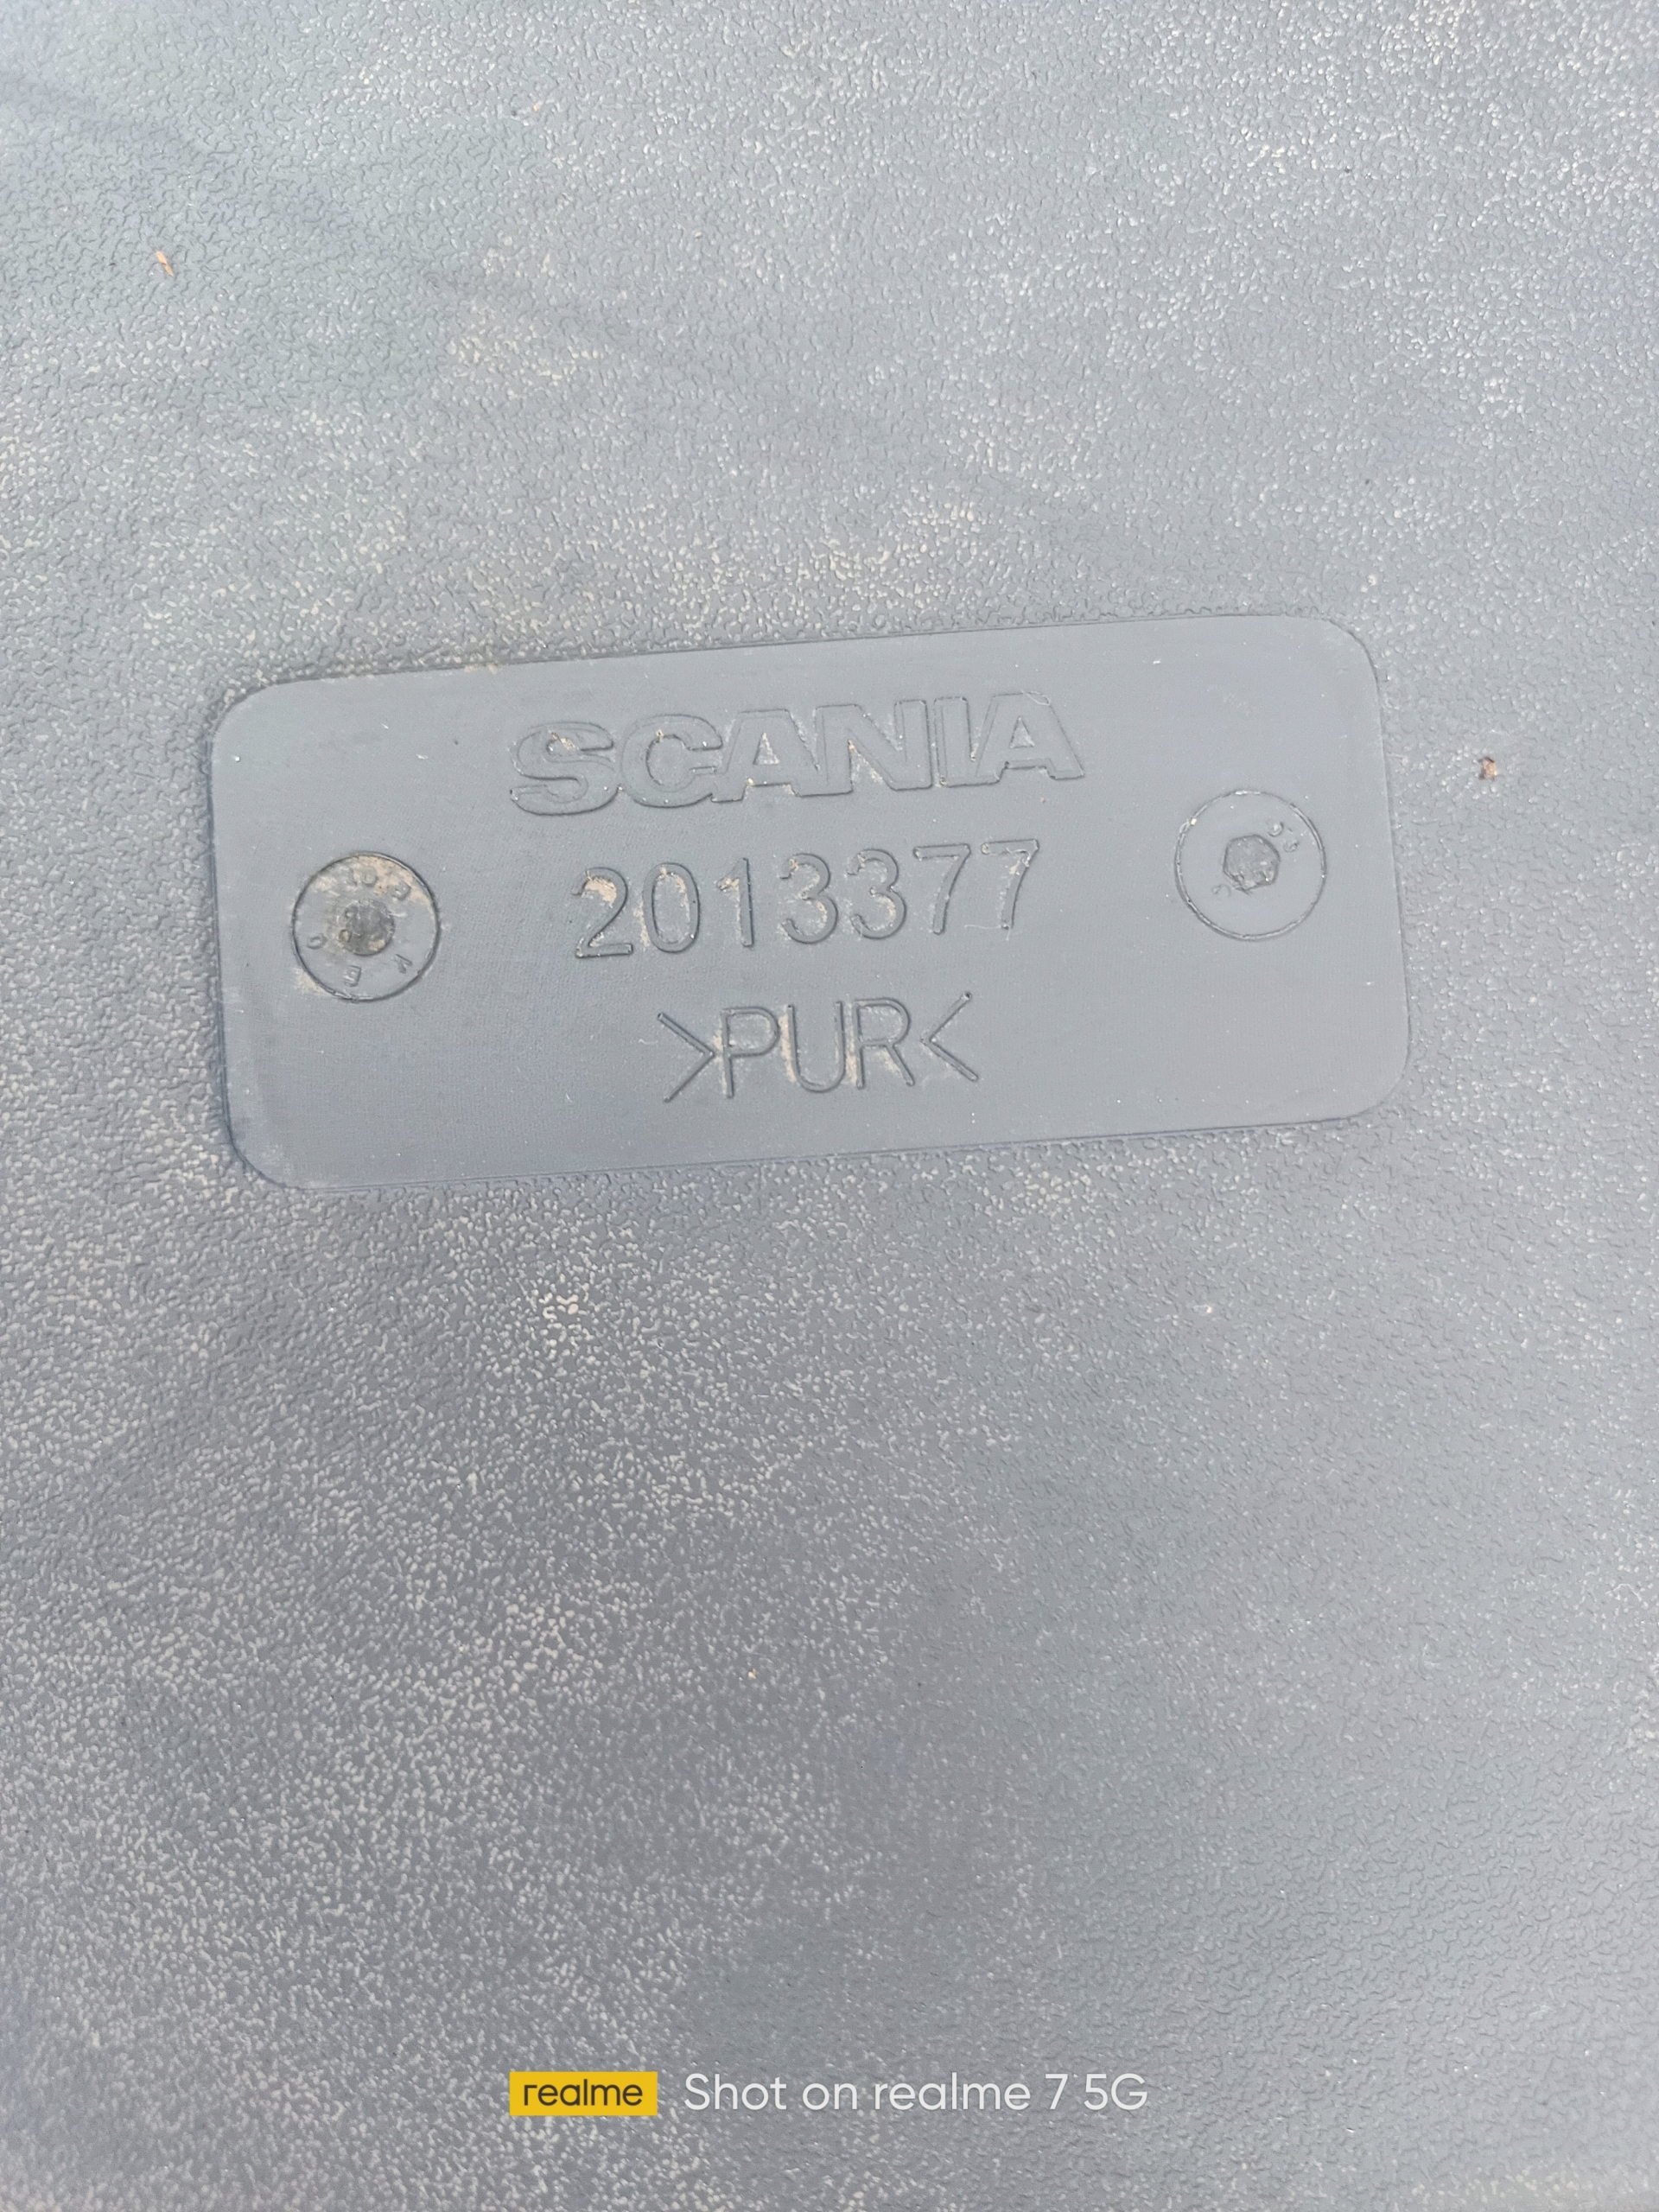 SCANIA
2013377
>PUR<
realme Shot on realme 7 5G